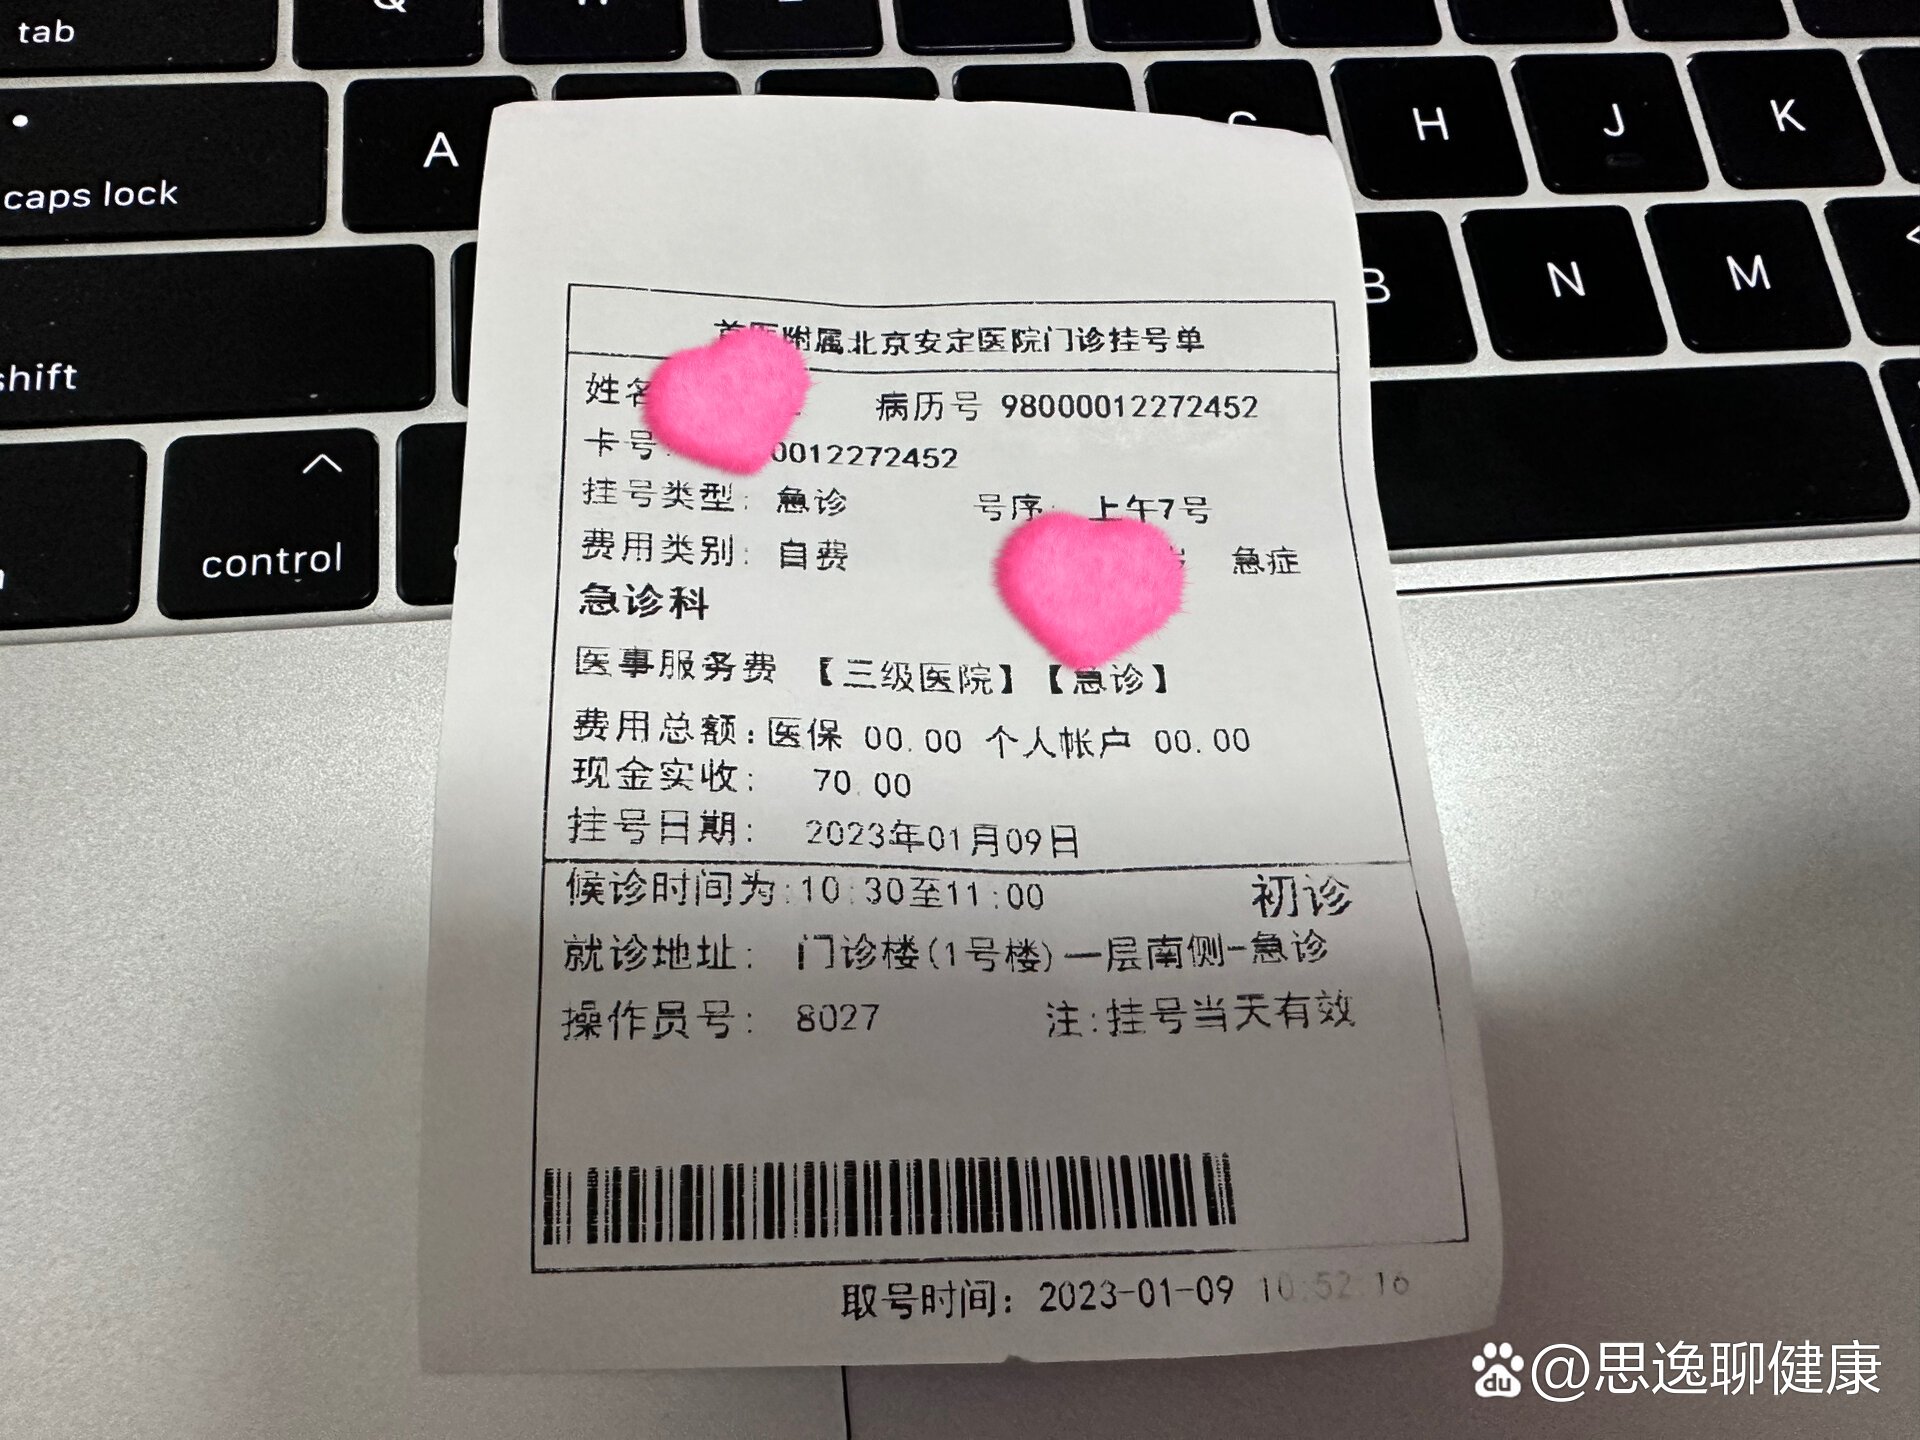 tab
caps lock
A
H
J
K
shift
B
N
M
control
首医附属北京安定医院门诊挂号单
姓名
病历号 98000012272452
卡号 0012272452
挂号类型: 急诊 号序: 上午7号
费用类别: 自费 急症
急诊科
医事服务费 【三级医院】【急诊】
费用总额:医保 00.00 个人帐户 00.00
现金实收: 70.00
挂号日期: 2023年01月09日
候诊时间为:10:30至11:00 初诊
就诊地址: 门诊楼(1号楼)一层南侧-急诊
操作员号: 8027 注:挂号当天有效
取号时间: 2023-01-09 10:52:16
du @思逸聊健康